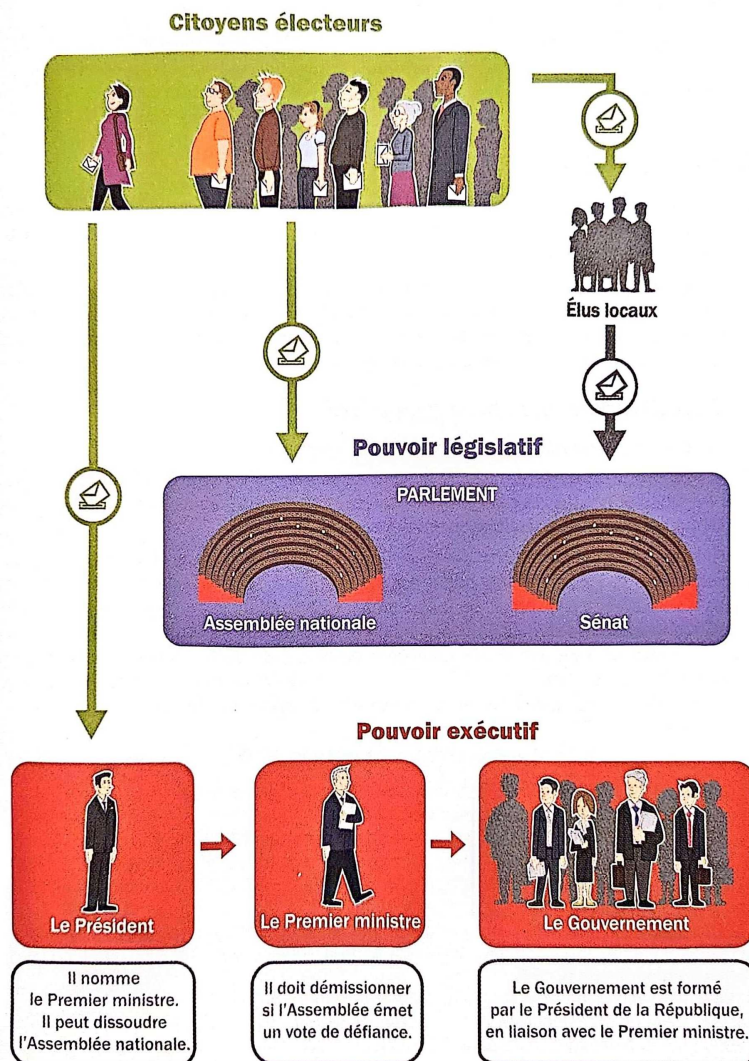 Citoyens électeurs
Élus locaux
Pouvoir législatif
PARLEMENT
Assemblée nationale
Sénat
Pouvoir exécutif
Le Président
Le Premier ministre
Le Gouvernement
Il nomme
le Premier ministre.
Il peut dissoudre
l'Assemblée nationale.
Il doit démissionner
si l'Assemblée émet
un vote de défiance.
Le Gouvernement est formé
par le Président de la République,
en liaison avec le Premier ministre.